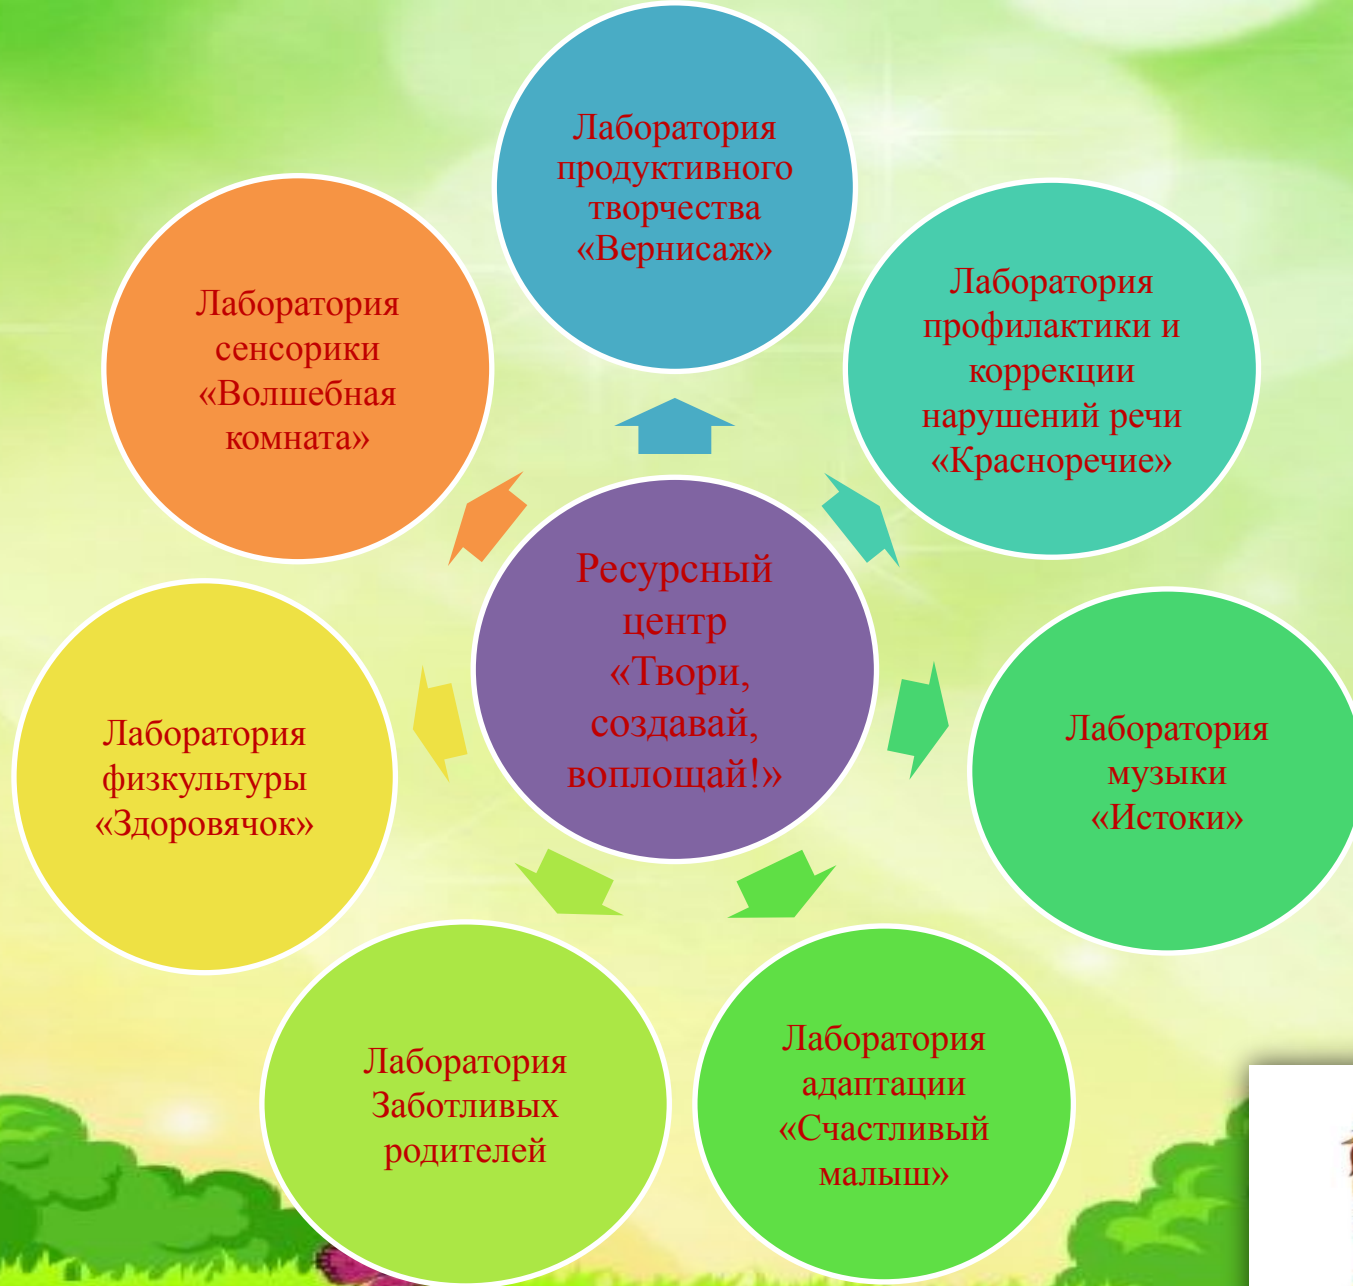 Лаборатория
продуктивного
творчества
«Вернисаж»
Лаборатория
профилактики и
коррекции
нарушений речи
«Красноречие»
Лаборатория
музыки
«Истоки»
Лаборатория
адаптации
«Счастливый
малыш»
Лаборатория
Заботливых
родителей
Лаборатория
физкультуры
«Здоровячок»
Лаборатория
сенсорики
«Волшебная
комната»
Ресурсный
центр
«Твори,
создавай,
воплощай!»